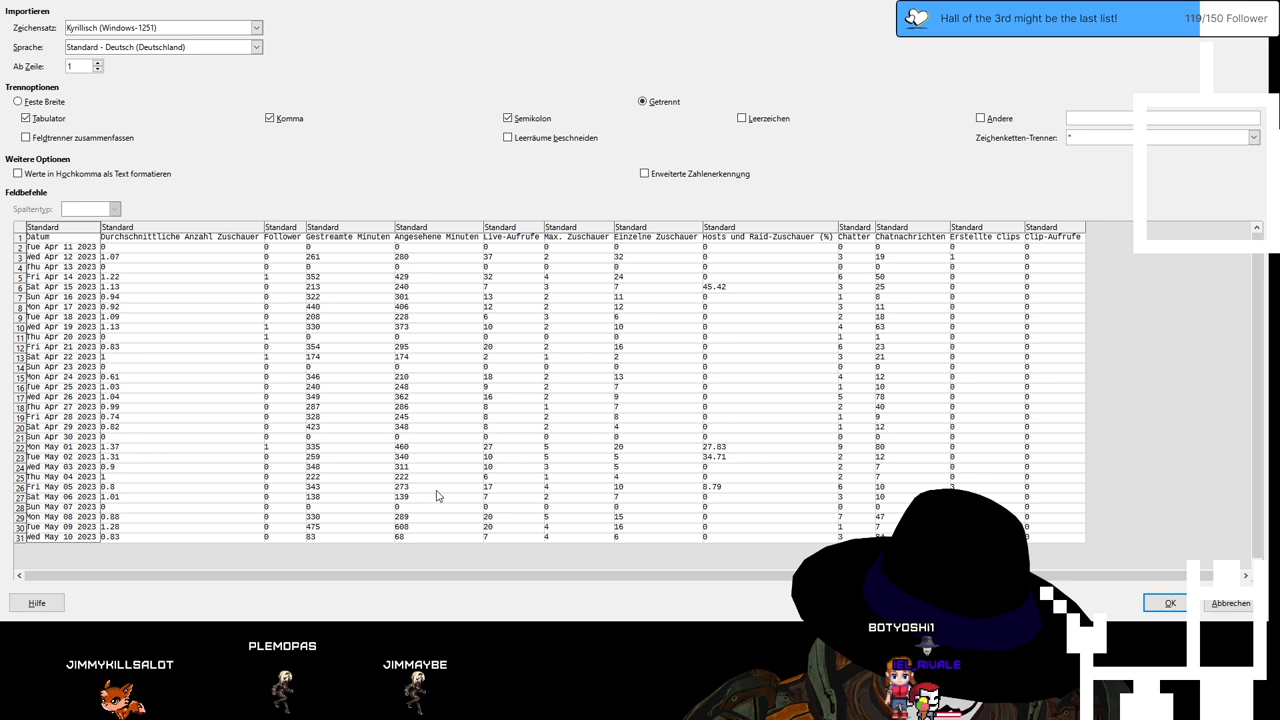 Importieren
Zeichensatz: Kyrillisch (Windows-1251)
Sprache: Standard - Deutsch (Deutschland)
Ab Zeile: 1
Hall of the 3rd might be the last list! 119/150 Follower
Trennoptionen
Feste Breite Getrennt
Tabulator Komma Semikolon Leerzeichen Andere
Feldtrenner zusammenfassen Leerräume beschneiden Zeichenketten-Trenner: "
Weitere Optionen
Werte in Hochkomma als Text formatieren Erweiterte Zahlenerkennung
Feldbefehle
Spaltentyp:
Standard Standard Standard Standard Standard Standard Standard Standard Standard Standard Standard Standard Standard
1 Datum Durchschnittliche Anzahl Zuschauer Follower Gestreamte Minuten Angesehene Minuten Live-Aufrufe Max. Zuschauer Einzelne Zuschauer Hosts und Raid-Zuschauer (%) Chatter Chatnachrichten Erstellte Clips Clip-Aufrufe
2 Tue Apr 11 2023 0 0 0 0 0 0 0 0 0 0 0 0
3 Wed Apr 12 2023 1.07 0 261 280 37 2 32 0 3 19 1 0
4 Thu Apr 13 2023 0 0 0 0 0 0 0 0 0 0 0 0
5 Fri Apr 14 2023 1.22 1 352 429 32 4 24 0 6 50 0 0
6 Sat Apr 15 2023 1.13 0 213 240 7 3 7 45.42 3 25 0 0
7 Sun Apr 16 2023 0.94 0 322 301 13 2 11 0 1 8 0 0
8 Mon Apr 17 2023 0.92 0 440 406 12 2 12 0 3 11 0 0
9 Tue Apr 18 2023 1.09 0 208 228 6 3 6 0 2 18 0 0
10 Wed Apr 19 2023 1.13 1 330 373 10 2 10 0 4 63 0 0
11 Thu Apr 20 2023 0 1 0 0 0 0 0 0 1 1 0 0
12 Fri Apr 21 2023 0.83 0 354 295 20 2 16 0 6 23 0 0
13 Sat Apr 22 2023 1 1 174 174 2 1 2 0 3 21 0 0
14 Sun Apr 23 2023 0 0 0 0 0 0 0 0 0 0 0 0
15 Mon Apr 24 2023 0.61 0 346 210 18 2 13 0 4 12 0 0
16 Tue Apr 25 2023 1.03 0 240 248 9 2 7 0 1 10 0 0
17 Wed Apr 26 2023 1.04 0 349 362 16 2 9 0 5 78 0 0
18 Thu Apr 27 2023 0.99 0 287 286 8 1 7 0 2 40 0 0
19 Fri Apr 28 2023 0.74 0 328 245 8 2 8 0 1 9 0 0
20 Sat Apr 29 2023 0.82 0 423 348 8 2 4 0 1 12 0 0
21 Sun Apr 30 2023 0 0 0 0 0 0 0 0 0 0 0 0
22 Mon May 01 2023 1.37 1 335 460 27 5 20 27.83 9 80 0 0
23 Tue May 02 2023 1.31 0 259 340 10 5 5 34.71 2 12 0 0
24 Wed May 03 2023 0.9 0 348 311 10 3 5 0 2 7 0 0
25 Thu May 04 2023 1 0 222 222 6 1 4 0 2 7 0 0
26 Fri May 05 2023 0.8 0 343 273 17 4 10 8.79 6 10 3 0
27 Sat May 06 2023 1.01 0 138 139 7 2 7 0 3 10 0
28 Sun May 07 2023 0 0 0 0 0 0 0 0 0 0 0
29 Mon May 08 2023 0.88 0 330 289 20 5 15 0 7 47 0
30 Tue May 09 2023 1.28 0 475 608 20 4 16 0 1 7 0
31 Wed May 10 2023 0.83 0 83 68 7 4 6 0 3 0
Hilfe OK Abbrechen
BOTYOSHI1
PLEMOPAS
JIMMYKILLSALOT JIMMAYBE IEL_RIVALE